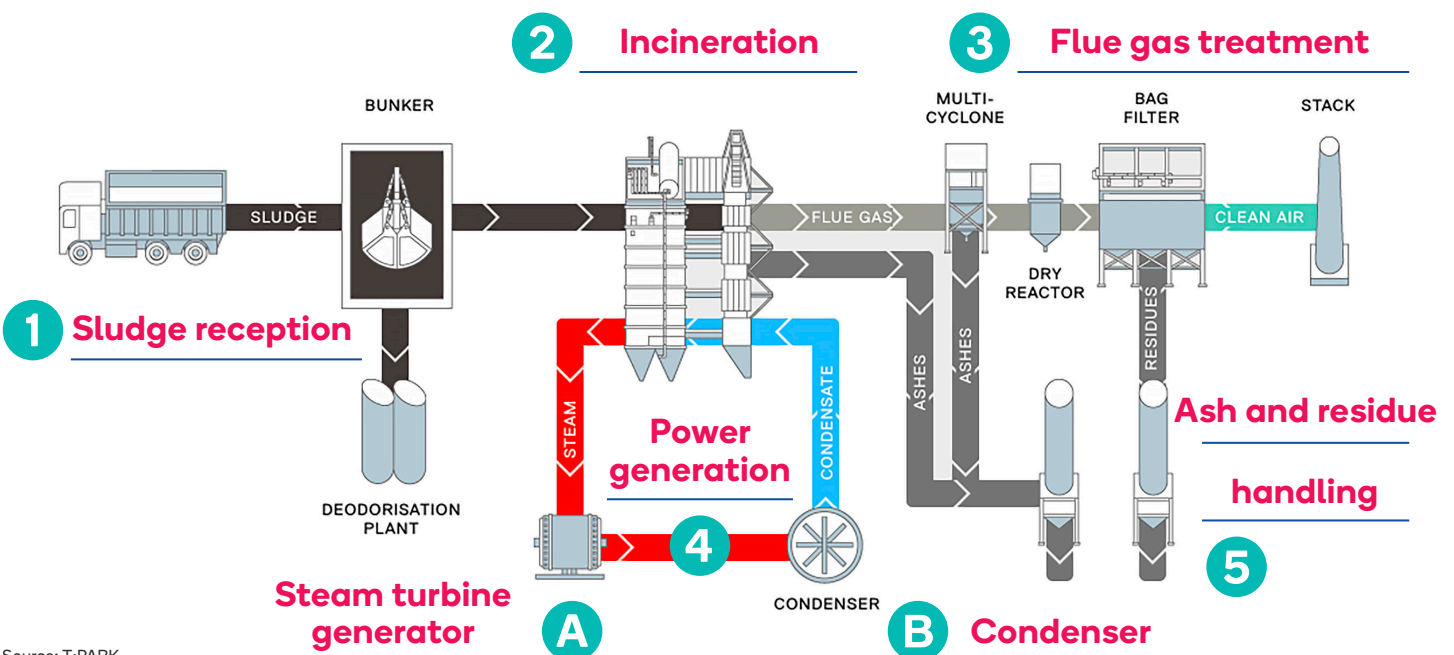 2 Incineration
3 Flue gas treatment
BUNKER
MULTI-
CYCLONE
BAG
FILTER
STACK
SLUDGE
FLUE GAS
CLEAN AIR
DRY
REACTOR
1 Sludge reception
RESIDUES
ASHES
ASHES
STEAM
CONDENSATE
Power
generation
Ash and residue
handling
DEODORISATION
PLANT
4
5
Steam turbine
generator
A
CONDENSER
B Condenser
Source: T·PARK